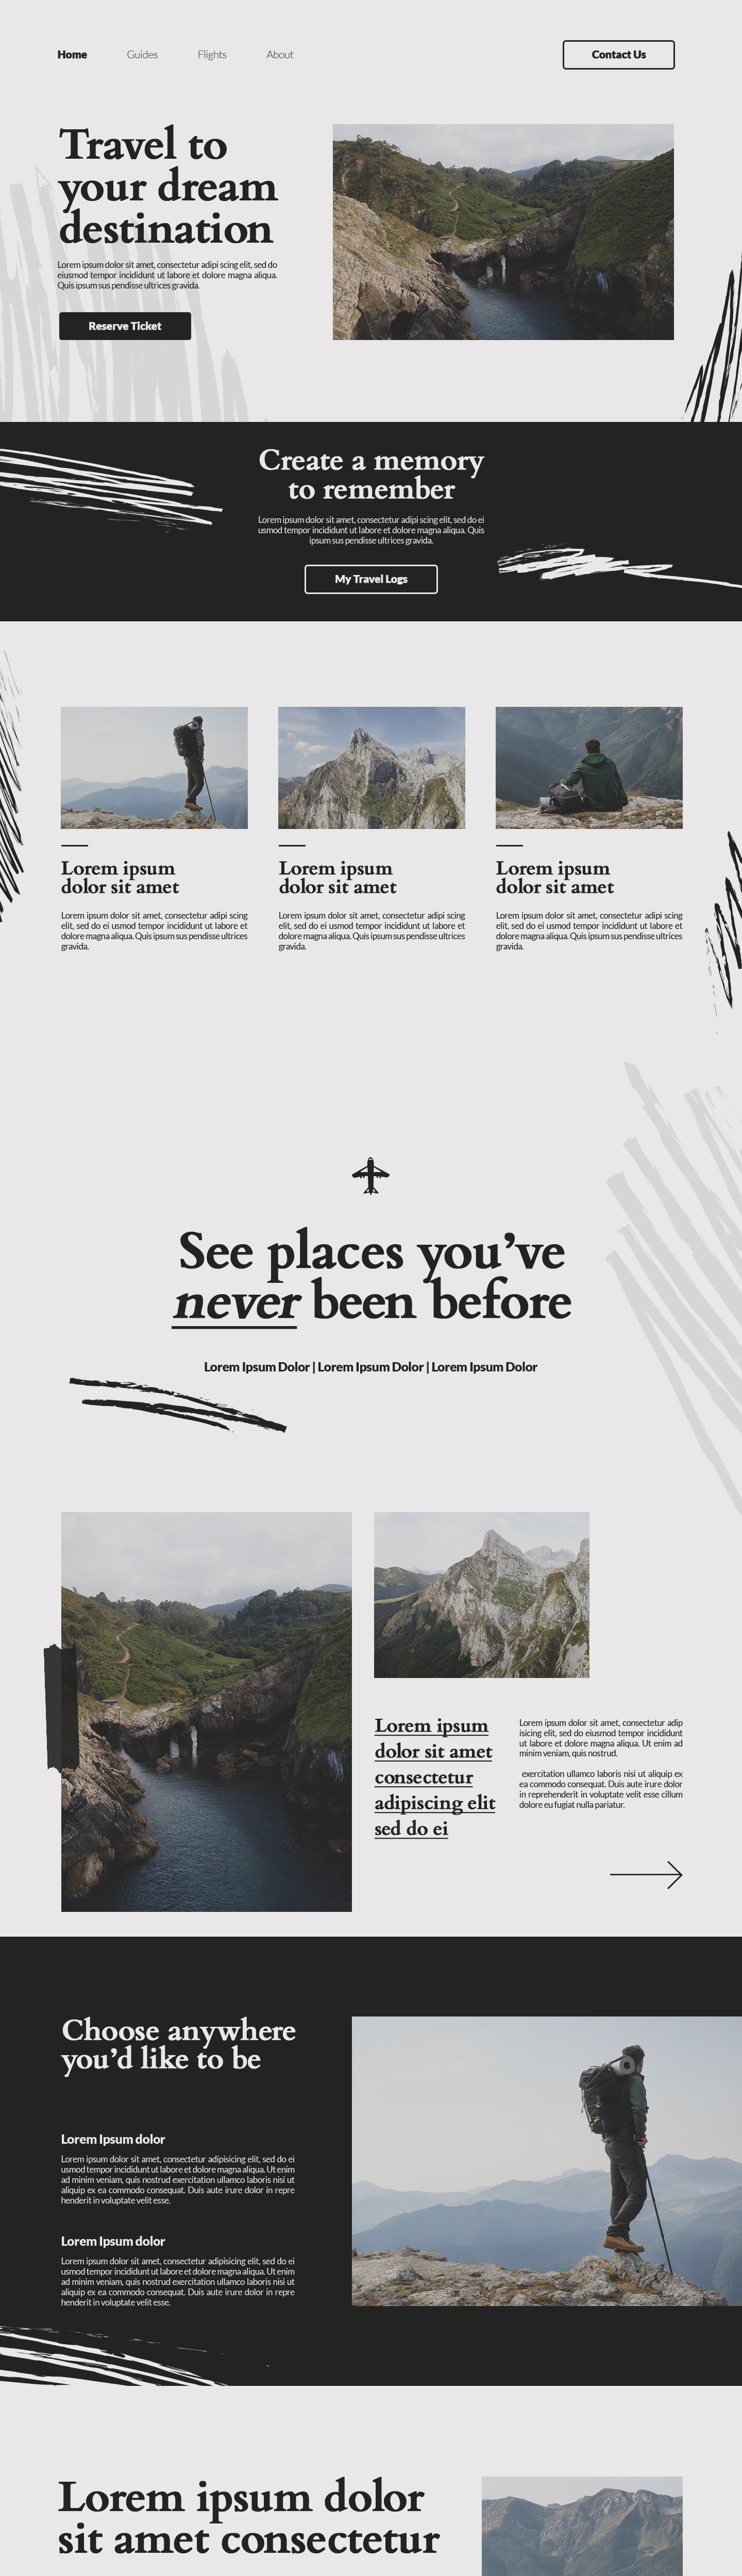 Home Guides Flights About Contact Us
Travel to
your dream
destination
Lorem ipsum dolor sit amet, consectetur adipi scing elit, sed do
eiusmod tempor incididunt ut labore et dolore magna aliqua.
Quis ipsum sus pendisse ultrices gravida.
Reserve Ticket
Create a memory
to remember
Lorem ipsum dolor sit amet, consectetur adipi scing elit, sed do ei
usmod tempor incididunt ut labore et dolore magna aliqua. Quis
ipsum sus pendisse ultrices gravida.
My Travel Logs
Lorem ipsum
dolor sit amet
Lorem ipsum dolor sit amet, consectetur adipi scing
elit, sed do ei usmod tempor incididunt ut labore et
dolore magna aliqua. Quis ipsum sus pendisse ultrices
gravida.
Lorem ipsum
dolor sit amet
Lorem ipsum dolor sit amet, consectetur adipi scing
elit, sed do ei usmod tempor incididunt ut labore et
dolore magna aliqua. Quis ipsum sus pendisse ultrices
gravida.
Lorem ipsum
dolor sit amet
Lorem ipsum dolor sit amet, consectetur adipi scing
elit, sed do ei usmod tempor incididunt ut labore et
dolore magna aliqua. Quis ipsum sus pendisse ultrices
gravida.
See places you’ve
never been before
Lorem Ipsum Dolor | Lorem Ipsum Dolor | Lorem Ipsum Dolor
Lorem ipsum
dolor sit amet
consectetur
adipiscing elit
sed do ei
Lorem ipsum dolor sit amet, consectetur adip
isicing elit, sed do eiusmod tempor incididunt
ut labore et dolore magna aliqua. Ut enim ad
minim veniam, quis nostrud.
exercitation ullamco laboris nisi ut aliquip ex
ea commodo consequat. Duis aute irure dolor
in reprehenderit in voluptate velit esse cillum
dolore eu fugiat nulla pariatur.
Choose anywhere
you’d like to be
Lorem Ipsum dolor
Lorem ipsum dolor sit amet, consectetur adipisicing elit, sed do ei
usmod tempor incididunt ut labore et dolore magna aliqua. Ut enim
ad minim veniam, quis nostrud exercitation ullamco laboris nisi ut
aliquip ex ea commodo consequat. Duis aute irure dolor in repre
henderit in voluptate velit esse.
Lorem Ipsum dolor
Lorem ipsum dolor sit amet, consectetur adipisicing elit, sed do ei
usmod tempor incididunt ut labore et dolore magna aliqua. Ut enim
ad minim veniam, quis nostrud exercitation ullamco laboris nisi ut
aliquip ex ea commodo consequat. Duis aute irure dolor in repre
henderit in voluptate velit esse.
Lorem ipsum dolor
sit amet consectetur